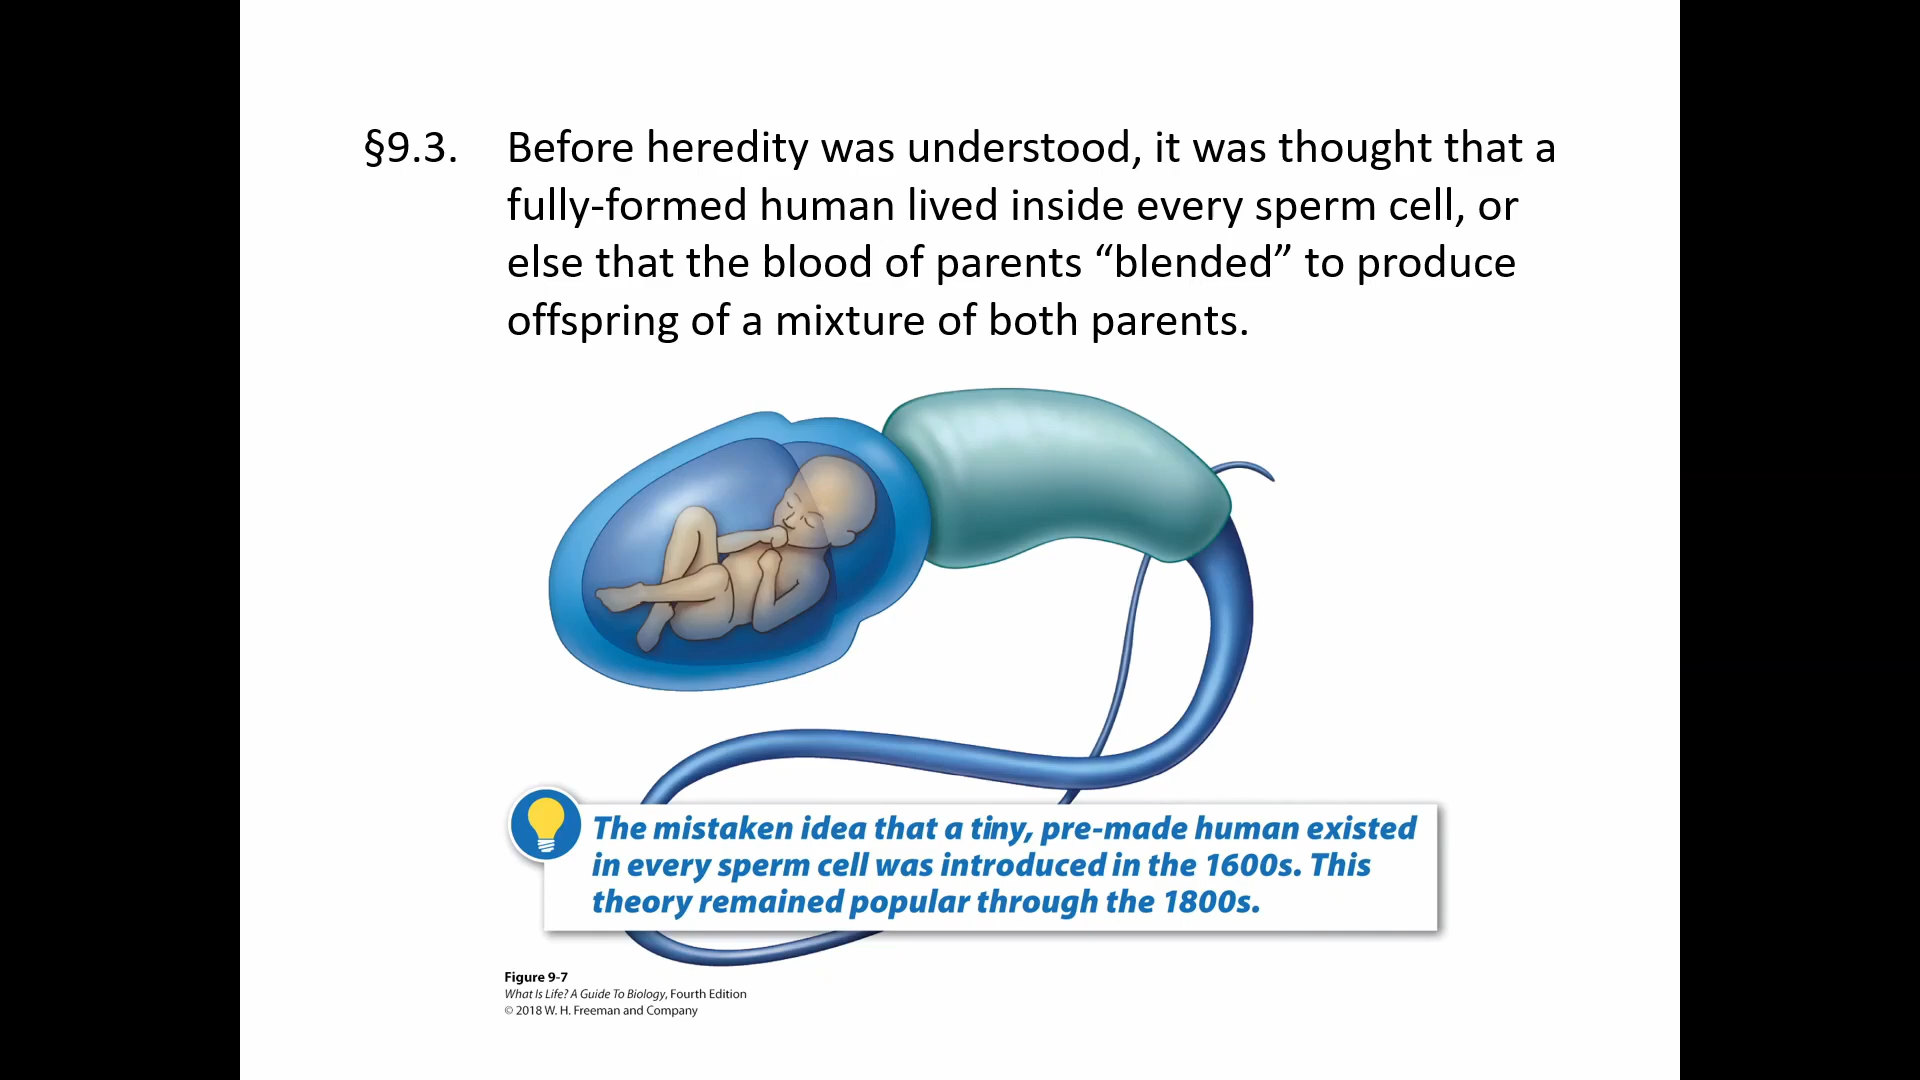 §9.3. Before heredity was understood, it was thought that a
fully-formed human lived inside every sperm cell, or
else that the blood of parents “blended” to produce
offspring of a mixture of both parents.
The mistaken idea that a tiny, pre-made human existed
in every sperm cell was introduced in the 1600s. This
theory remained popular through the 1800s.
Figure 9-7
What Is Life? A Guide To Biology, Fourth Edition
© 2018 W. H. Freeman and Company